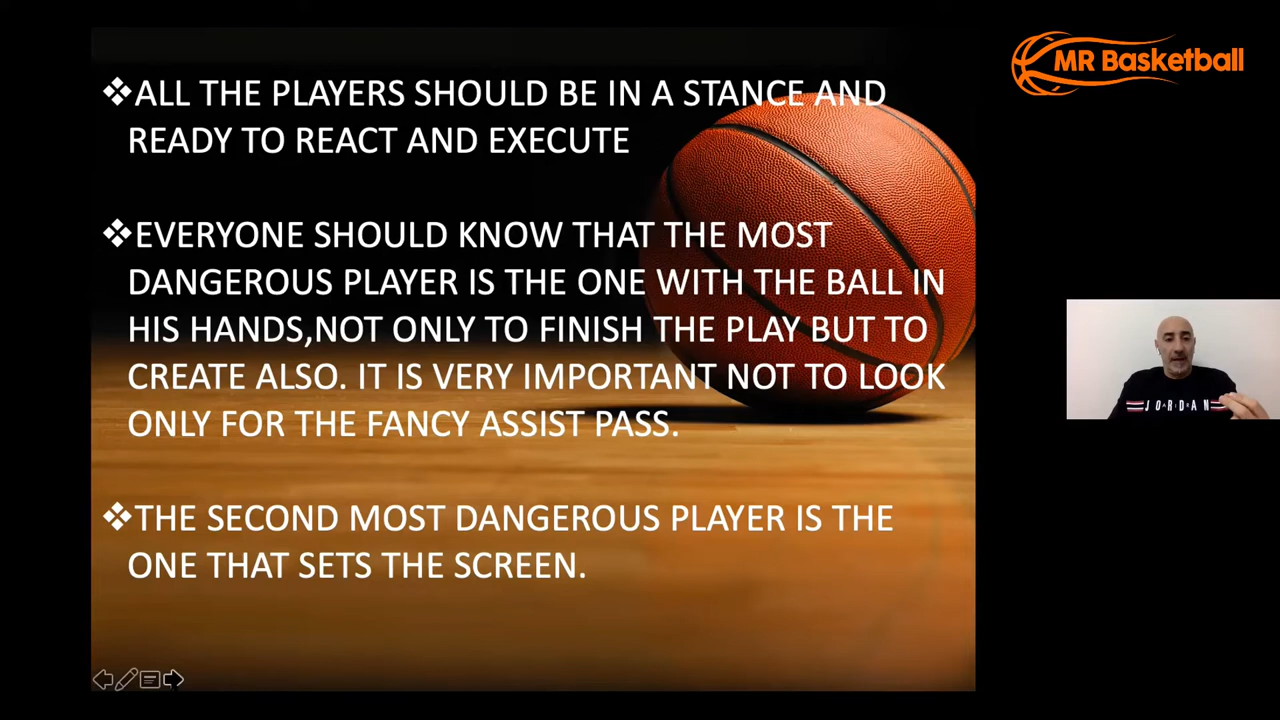 ❖ALL THE PLAYERS SHOULD BE IN A STANCE AND
READY TO REACT AND EXECUTE
❖EVERYONE SHOULD KNOW THAT THE MOST
DANGEROUS PLAYER IS THE ONE WITH THE BALL IN
HIS HANDS,NOT ONLY TO FINISH THE PLAY BUT TO
CREATE ALSO. IT IS VERY IMPORTANT NOT TO LOOK
ONLY FOR THE FANCY ASSIST PASS.
❖THE SECOND MOST DANGEROUS PLAYER IS THE
ONE THAT SETS THE SCREEN.
MR Basketball
JORDAN